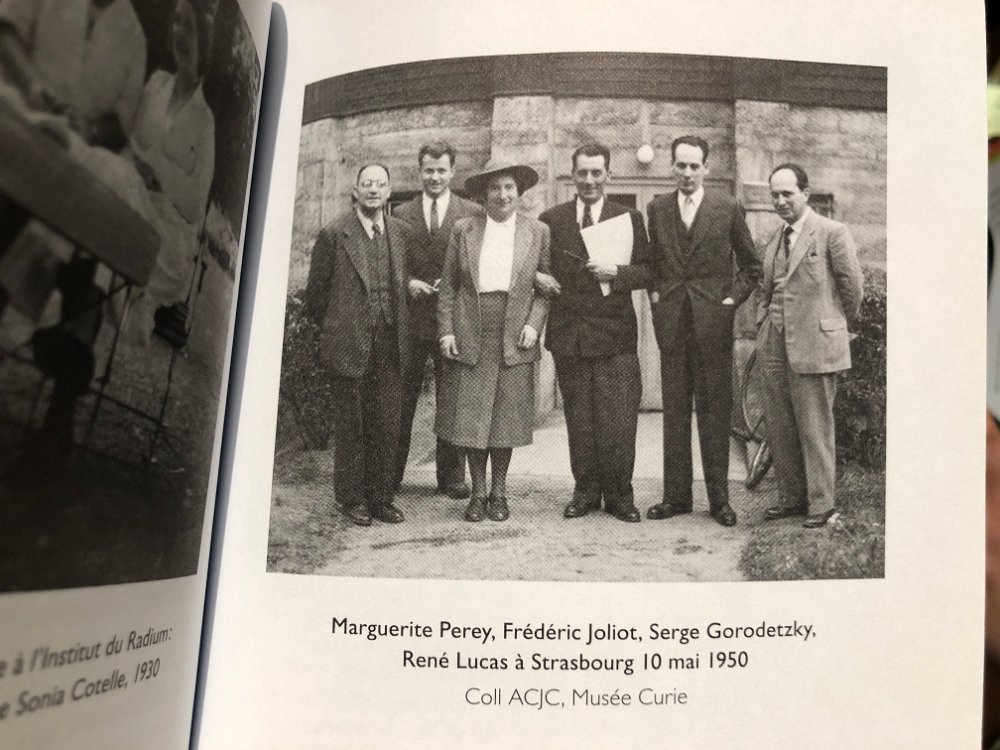 e à l'Institut du Radium:
e Sonia Cotelle, 1930
Marguerite Perey, Frédéric Joliot, Serge Gorodetzky,
René Lucas à Strasbourg 10 mai 1950
Coll ACJC, Musée Curie